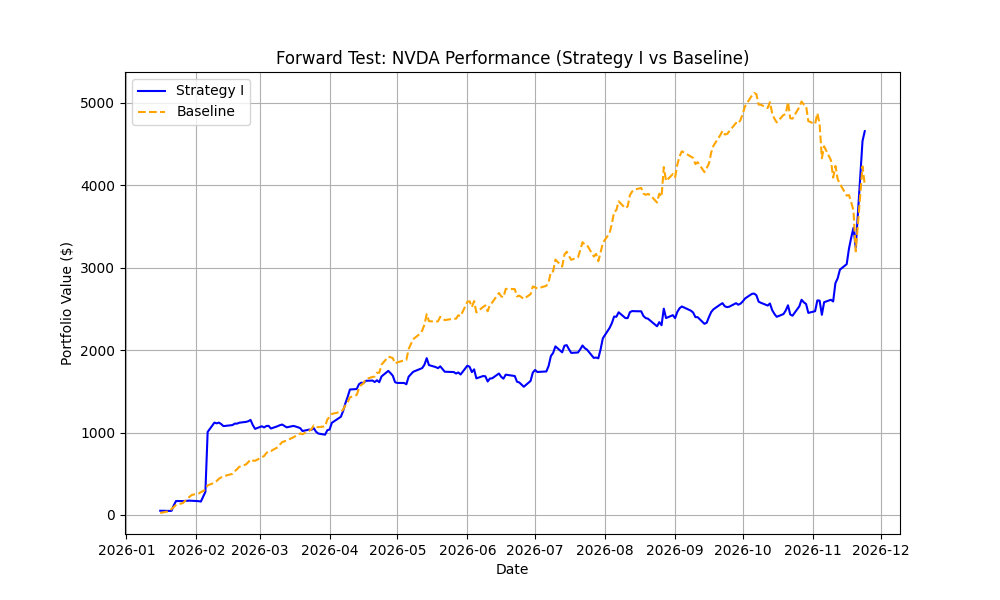 Forward Test: NVDA Performance (Strategy I vs Baseline)
Strategy I
Baseline
Portfolio Value ($)
5000
4000
3000
2000
1000
0
2026-01 2026-02 2026-03 2026-04 2026-05 2026-06 2026-07 2026-08 2026-09 2026-10 2026-11 2026-12
Date